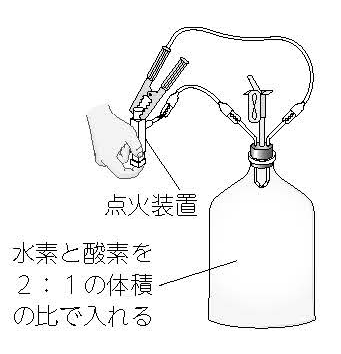 点火装置
水素と酸素を
２：１の体積
の比で入れる